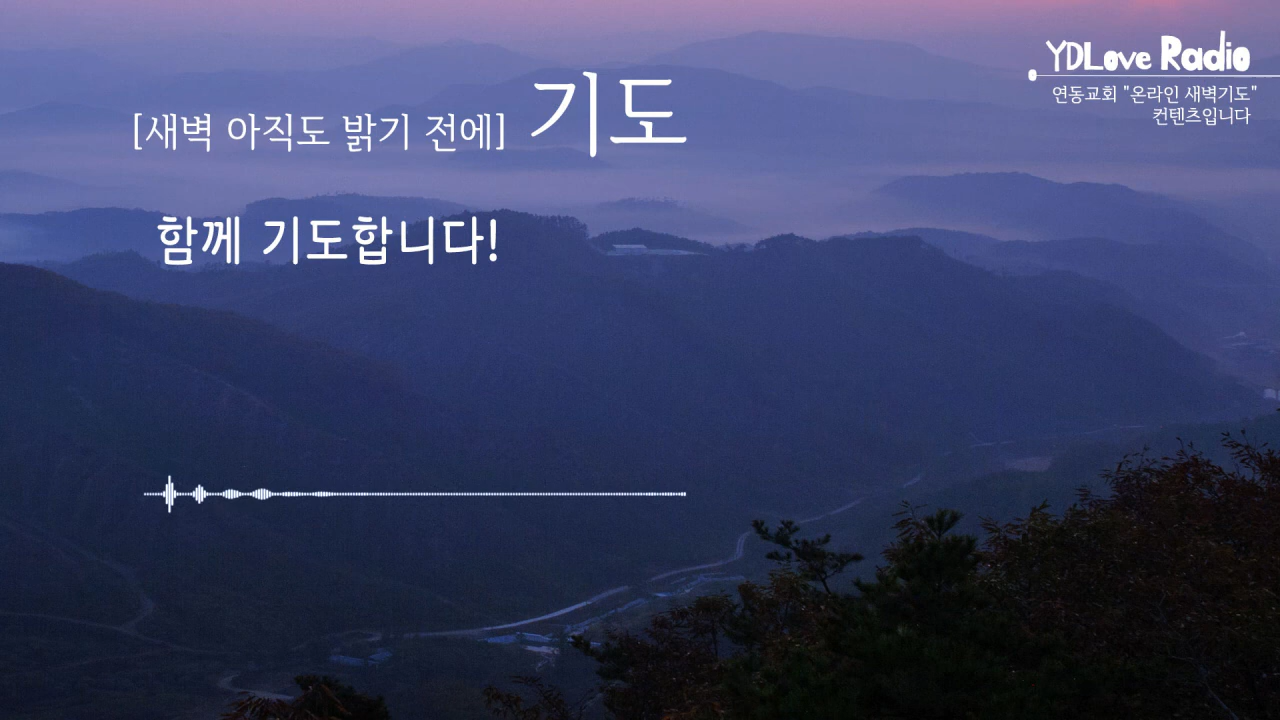 YDLove Radio
연동교회 "온라인 새벽기도"
컨텐츠입니다
[새벽 아직도 밝기 전에] 기도
함께 기도합니다!